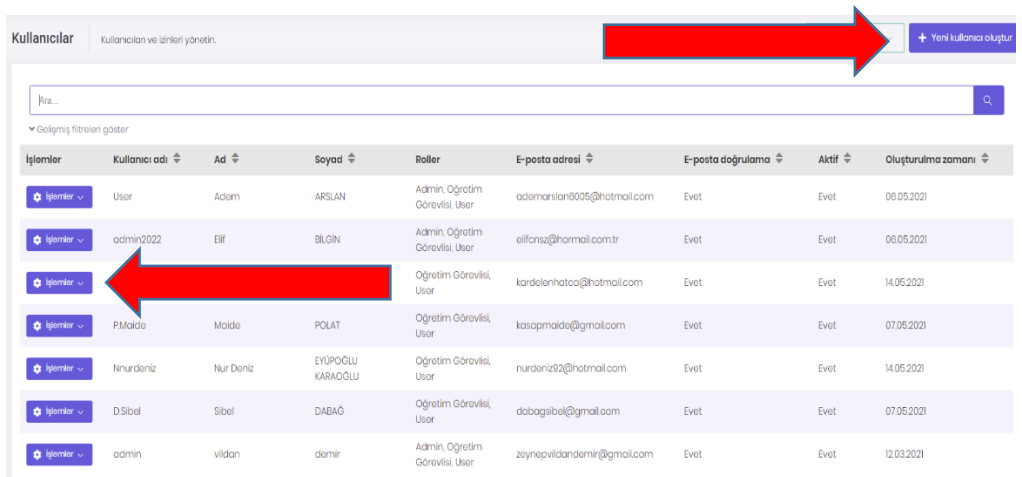 Kullanıcılar Kullanıcıları ve izinleri yönetin. + Yeni kullanıcı oluştur
Ara...
Gelişmiş filtreleri göster
İşlemler Kullanıcı adı Ad Soyad Roller E-posta adresi E-posta doğrulama Aktif Oluşturulma zamanı
İşlemler User Adem ARSLAN Admin, Öğretim Görevlisi, User ademarslan6005@hotmail.com Evet Evet 06.05.2021
İşlemler admin2022 Elif BİLGİN Admin, Öğretim Görevlisi, User elifcnsz@hormail.com.tr Evet Evet 06.05.2021
İşlemler Öğretim Görevlisi, User kardelenhatca@hotmail.com Evet Evet 14.05.2021
İşlemler P.Maide Maide POLAT Öğretim Görevlisi, User kasapmaide@gmail.com Evet Evet 07.05.2021
İşlemler Nnurdeniz Nur Deniz EYÜPOĞLU KARAOĞLU Öğretim Görevlisi, User nurdeniz92@hotmail.com Evet Evet 14.05.2021
İşlemler D.Sibel Sibel DABAĞ Öğretim Görevlisi, User dabagsibel@gmail.com Evet Evet 07.05.2021
İşlemler admin vildan demir Admin, Öğretim Görevlisi, User zeynepvildandemir@gmail.com Evet Evet 12.03.2021